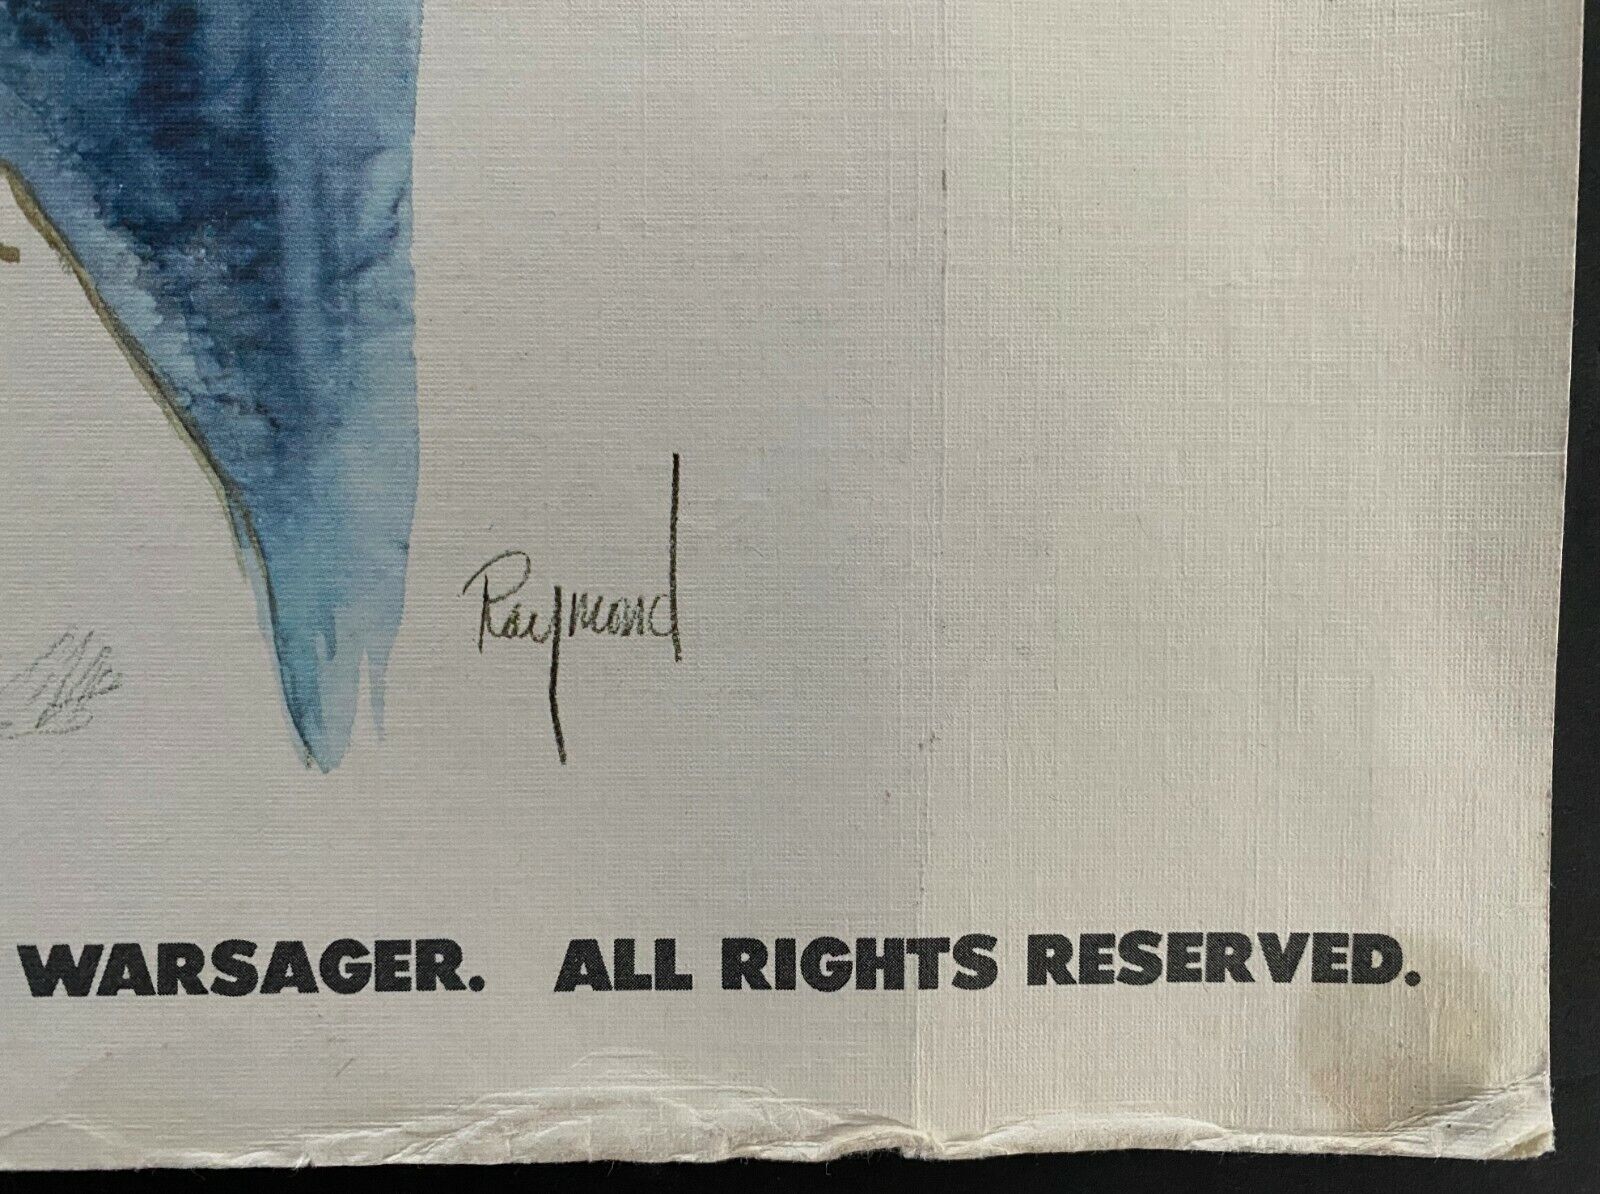 Raymond
WARSAGER. ALL RIGHTS RESERVED.